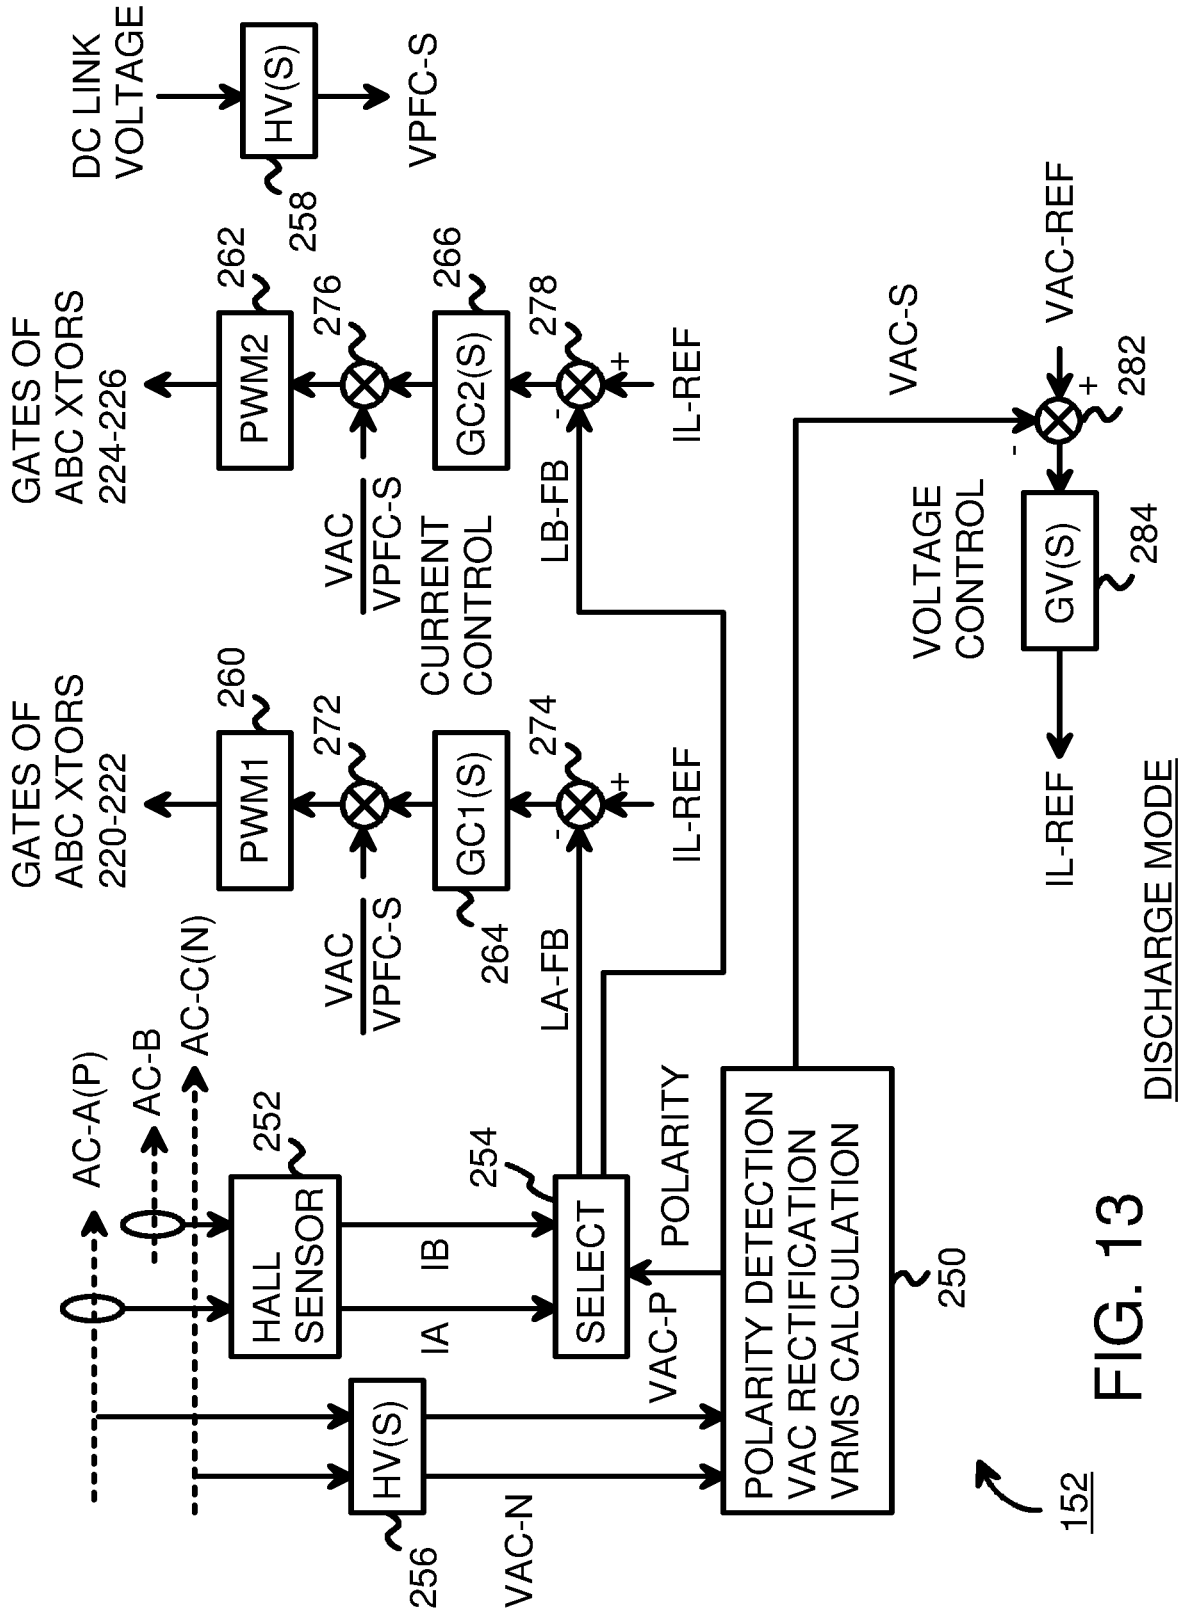 AC-A(P)
AC-B
AC-C(N)
GATES OF
ABC XTORS
220-222
GATES OF
ABC XTORS
224-226
DC LINK
VOLTAGE
HV(S)
258
VPFC-S
HALL
SENSOR
252
HV(S)
256
PWM1
260
PWM2
262
VAC
VPFC-S
272
VAC
VPFC-S
276
IA
IB
GC1(S)
264
CURRENT
CONTROL
GC2(S)
266
VAC-N
SELECT
254
LA-FB
-
+
274
LB-FB
-
+
278
VAC-P
POLARITY
IL-REF
IL-REF
POLARITY DETECTION
VAC RECTIFICATION
VRMS CALCULATION
250
VAC-S
VOLTAGE
CONTROL
IL-REF
GV(S)
284
-
+
282
VAC-REF
152
FIG. 13
DISCHARGE MODE